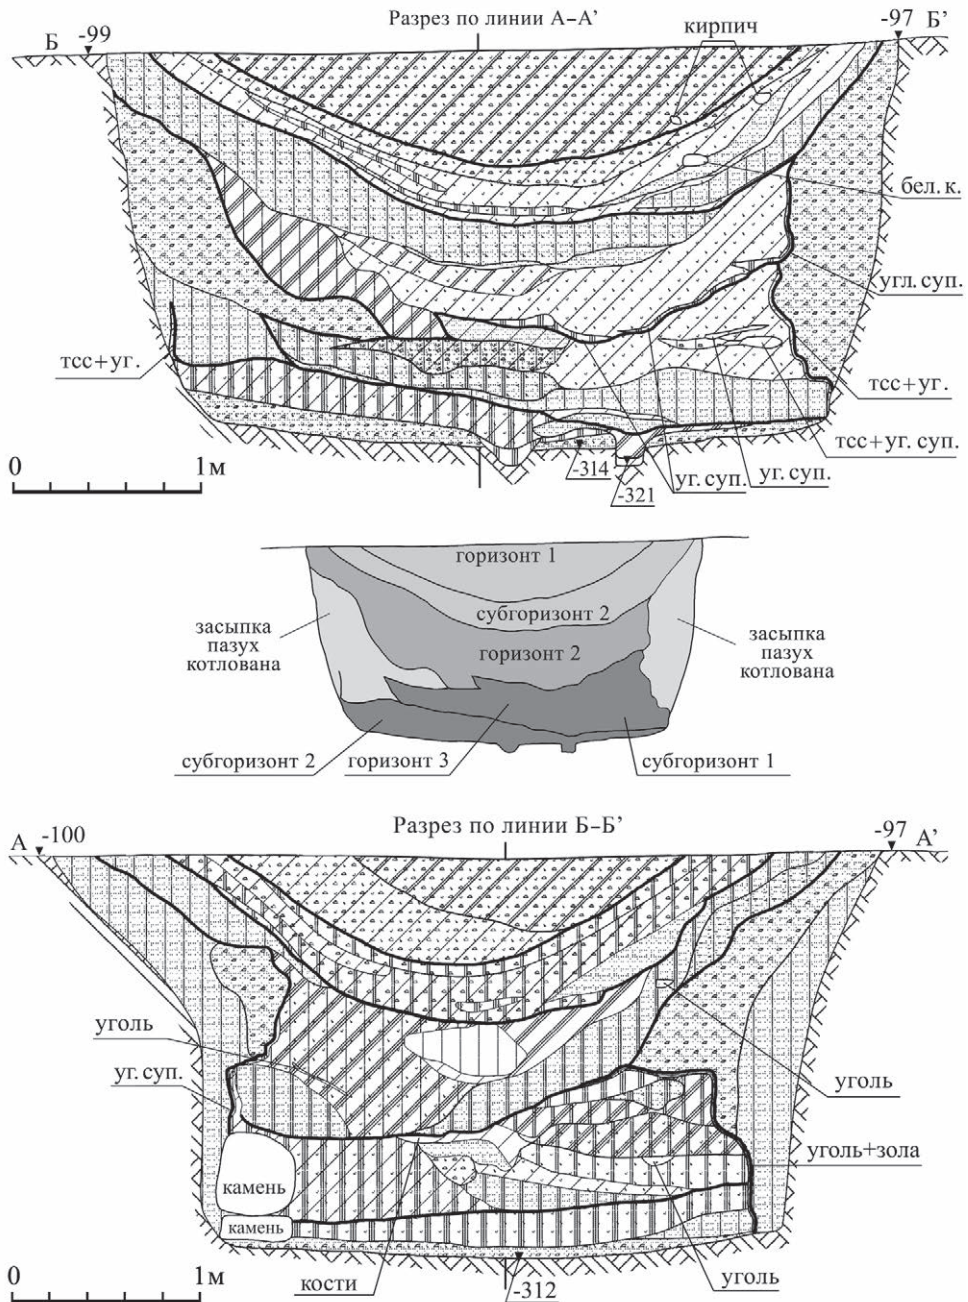 Разрез по линии А–А’
Б
-99
кирпич
-97
Б’
бел. к.
угл. суп.
тсс+уг.
тсс+уг.
тсс+уг. суп.
уг. суп.
уг. суп.
-314
-321
0
1м
горизонт 1
субгоризонт 2
горизонт 2
засыпка
пазух
котлована
засыпка
пазух
котлована
субгоризонт 2
горизонт 3
субгоризонт 1
Разрез по линии Б–Б’
А
-100
-97
А’
уголь
уг. суп.
уголь
уголь+зола
камень
камень
кости
-312
уголь
0
1м